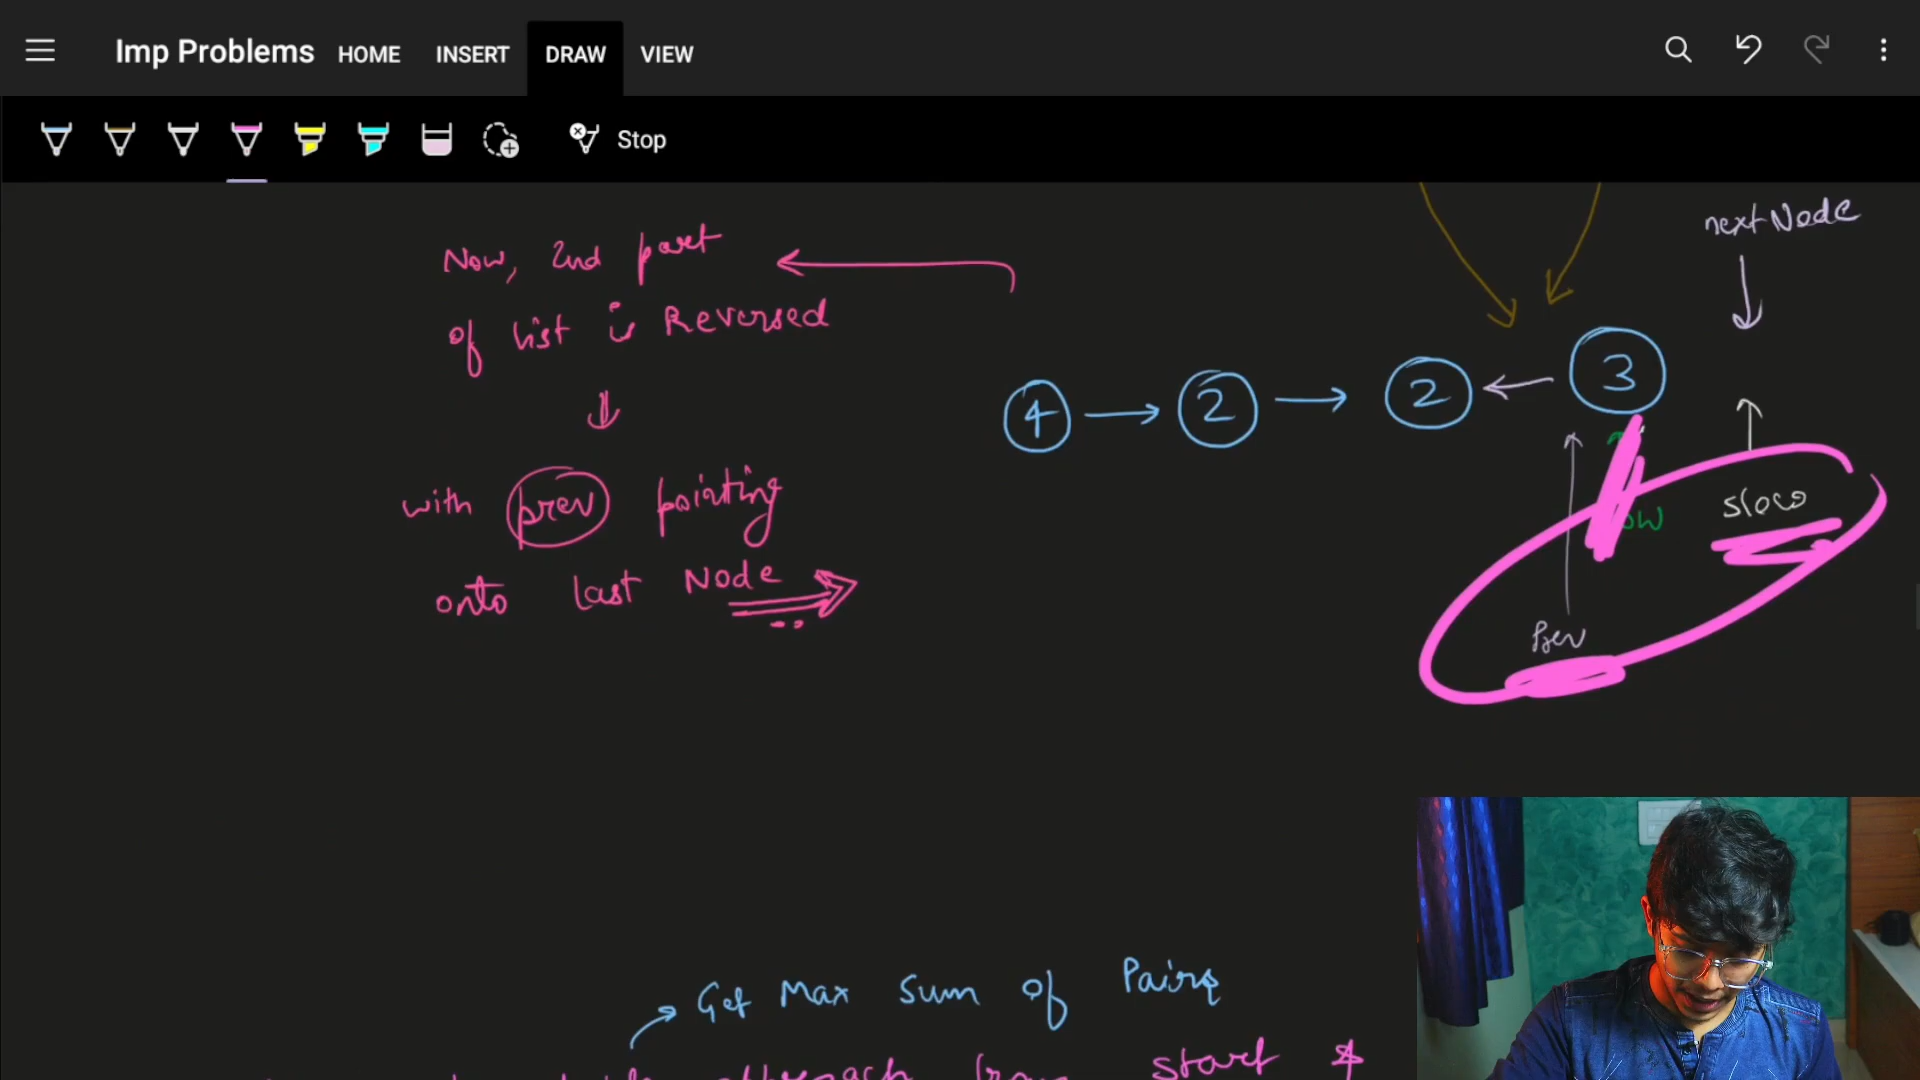 Imp Problems HOME INSERT DRAW VIEW
Stop
nextNode
Now, 2nd part
of list is Reversed
4 2 2 3
with prev pointing
slow
ow
onto last Node
Prev
Get Max Sum of Pairs
start &